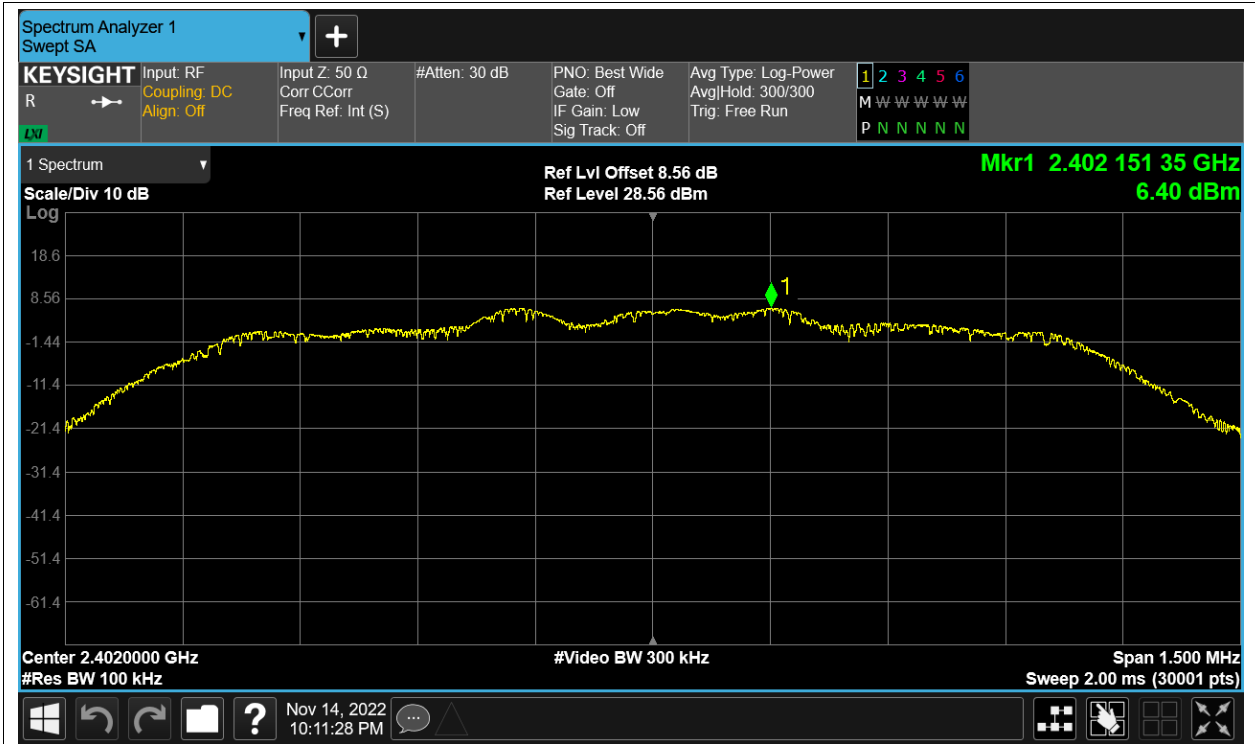 Spectrum Analyzer 1
Swept SA
KEYSIGHT
R
LXI
Input: RF
Coupling: DC
Align: Off
Input Z: 50 Ω
Corr CCorr
Freq Ref: Int (S)
#Atten: 30 dB
PNO: Best Wide
Gate: Off
IF Gain: Low
Sig Track: Off
Avg Type: Log-Power
Avg|Hold: 300/300
Trig: Free Run
1 2 3 4 5 6
M W W W W W
P N N N N N
1 Spectrum
Scale/Div 10 dB
Log
Ref Lvl Offset 8.56 dB
Ref Level 28.56 dBm
Mkr1 2.402 151 35 GHz
6.40 dBm
18.6
8.56
1
-1.44
-11.4
-21.4
-31.4
-41.4
-51.4
-61.4
Center 2.4020000 GHz
#Video BW 300 kHz
Span 1.500 MHz
#Res BW 100 kHz
Sweep 2.00 ms (30001 pts)
?
Nov 14, 2022
10:11:28 PM